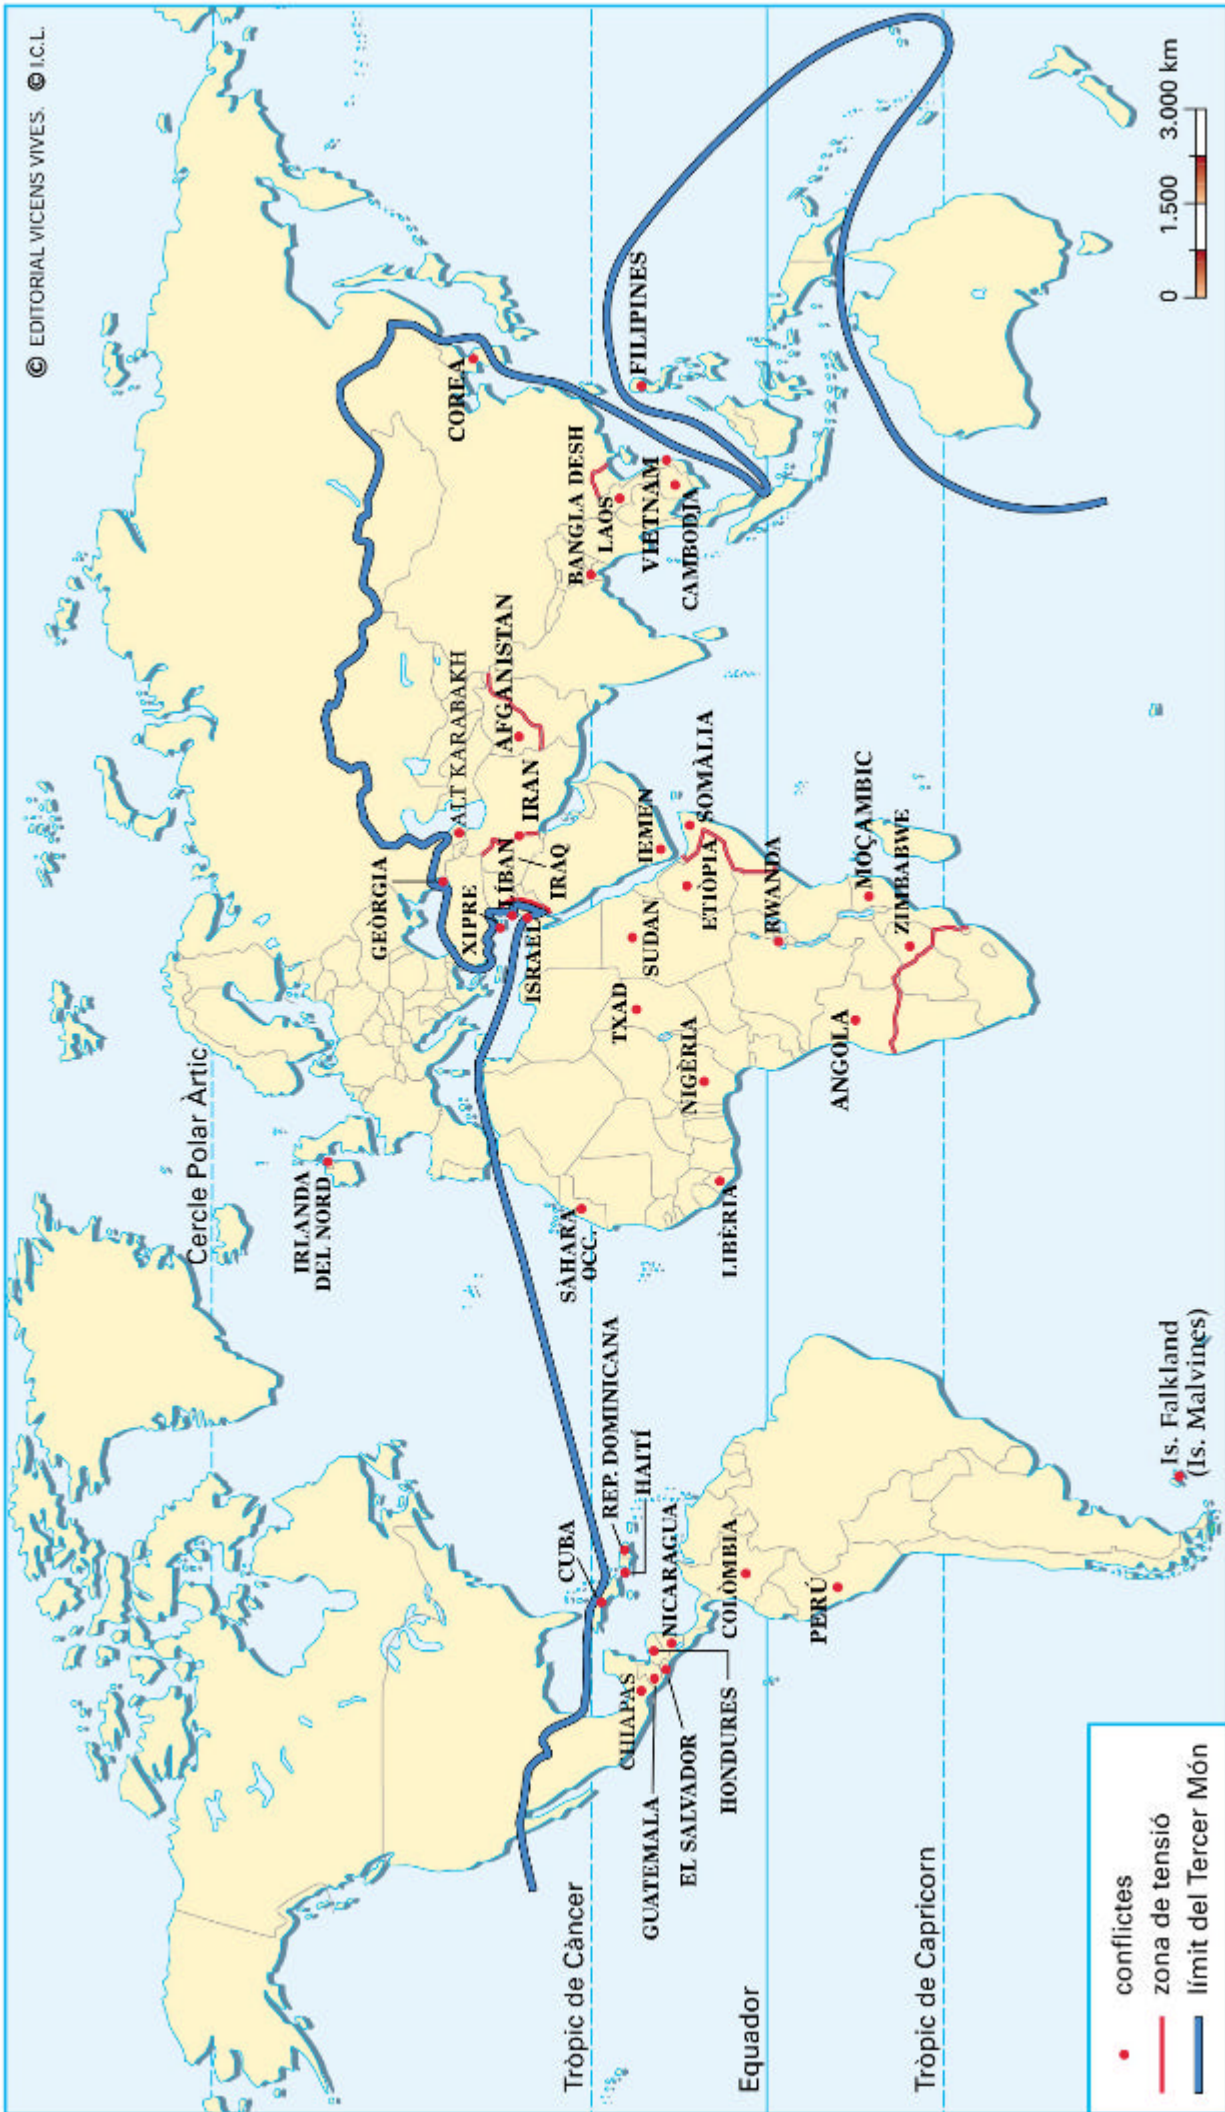 © EDITORIAL VICENS VIVES. © I.C.L.
Cercle Polar Àrtic
IRLANDA
DEL NORD
GEÒRGIA
XIPRE
LÍBAN
ISRAEL
ALT KARABAKH
IRAN
IRAQ
AFGANISTAN
COREA
BANGLA DESH
LAOS
VIETNAM
CAMBODJA
FILIPINES
IEMEN
SOMÀLIA
ETIÒPIA
SUDAN
TXAD
NIGÈRIA
SÀHARA
OCC.
LIBÈRIA
RWANDA
MOÇAMBIC
ZIMBABWE
ANGOLA
CUBA
REP. DOMINICANA
HAITÍ
NICARAGUA
CHIAPAS
GUATEMALA
EL SALVADOR
HONDURES
COLÒMBIA
PERÚ
Is. Falkland
(Is. Malvines)
Tròpic de Càncer
Equador
Tròpic de Capricorn
0 1.500 3.000 km
conflictes
zona de tensió
límit del Tercer Món